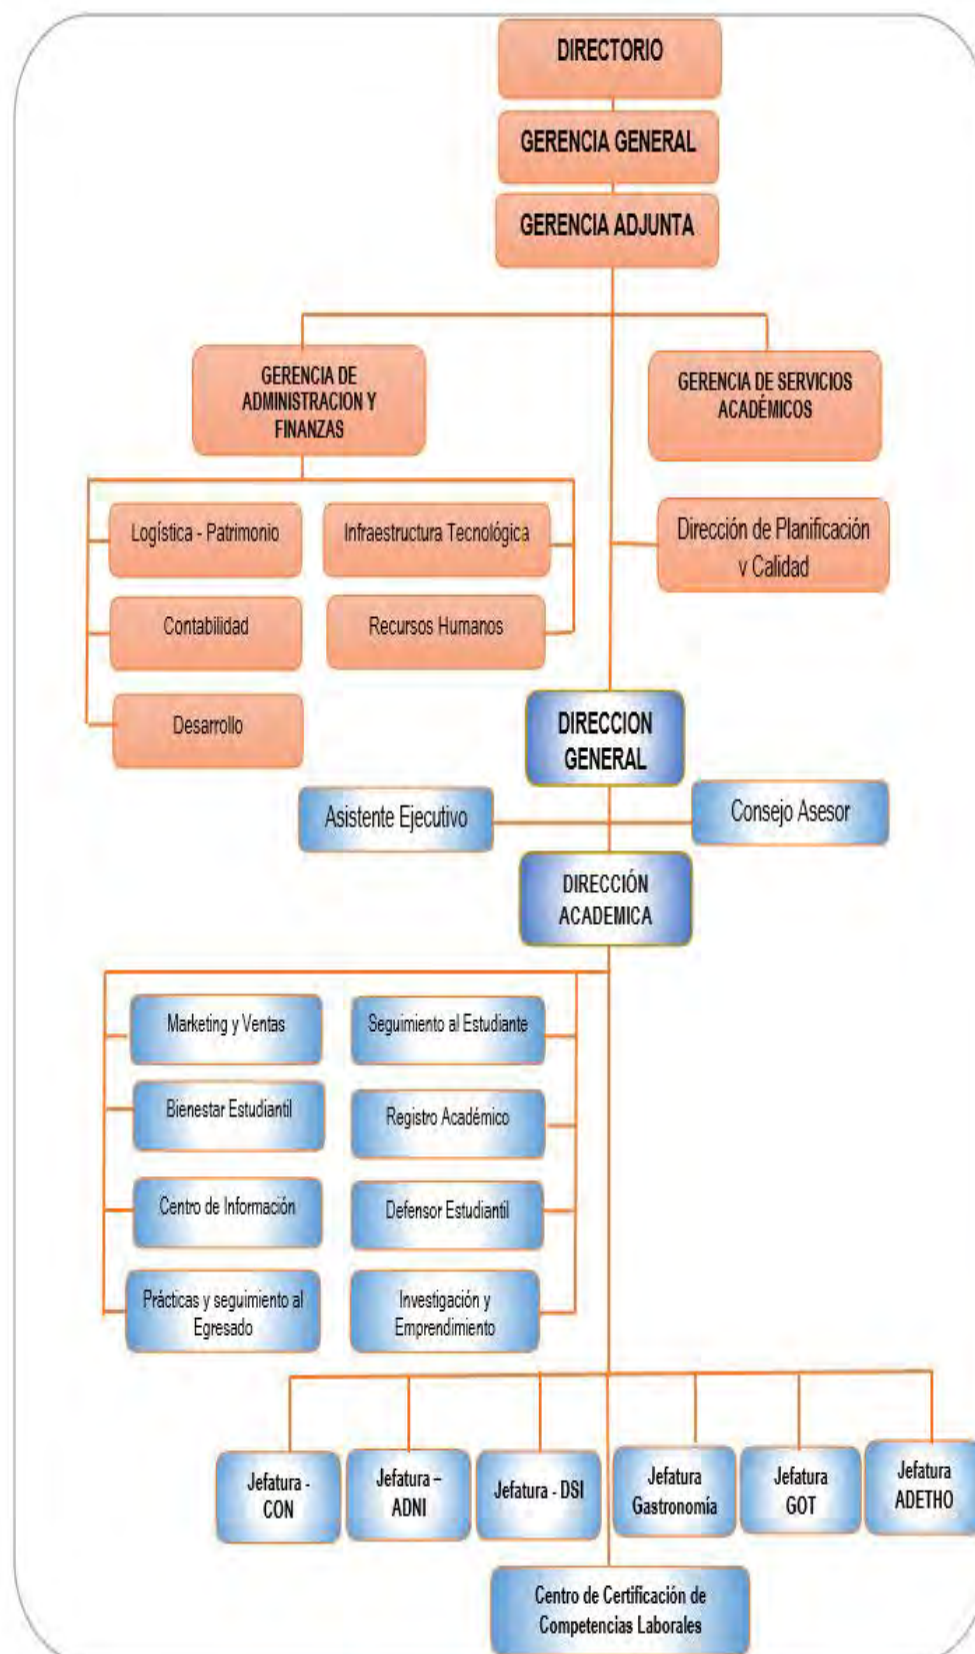 DIRECTORIO
GERENCIA GENERAL
GERENCIA ADJUNTA
GERENCIA DE
ADMINISTRACION Y
FINANZAS
GERENCIA DE SERVICIOS
ACADÉMICOS
Logística - Patrimonio
Infraestructura Tecnológica
Dirección de Planificación
y Calidad
Contabilidad
Recursos Humanos
Desarrollo
DIRECCION
GENERAL
Asistente Ejecutivo
Consejo Asesor
DIRECCIÓN
ACADEMICA
Marketing y Ventas
Seguimiento al Estudiante
Bienestar Estudiantil
Registro Académico
Centro de Información
Defensor Estudiantil
Prácticas y seguimiento al
Egresado
Investigación y
Emprendimiento
Jefatura -
CON
Jefatura –
ADNI
Jefatura - DSI
Jefatura
Gastronomía
Jefatura
GOT
Jefatura
ADETHO
Centro de Certificación de
Competencias Laborales